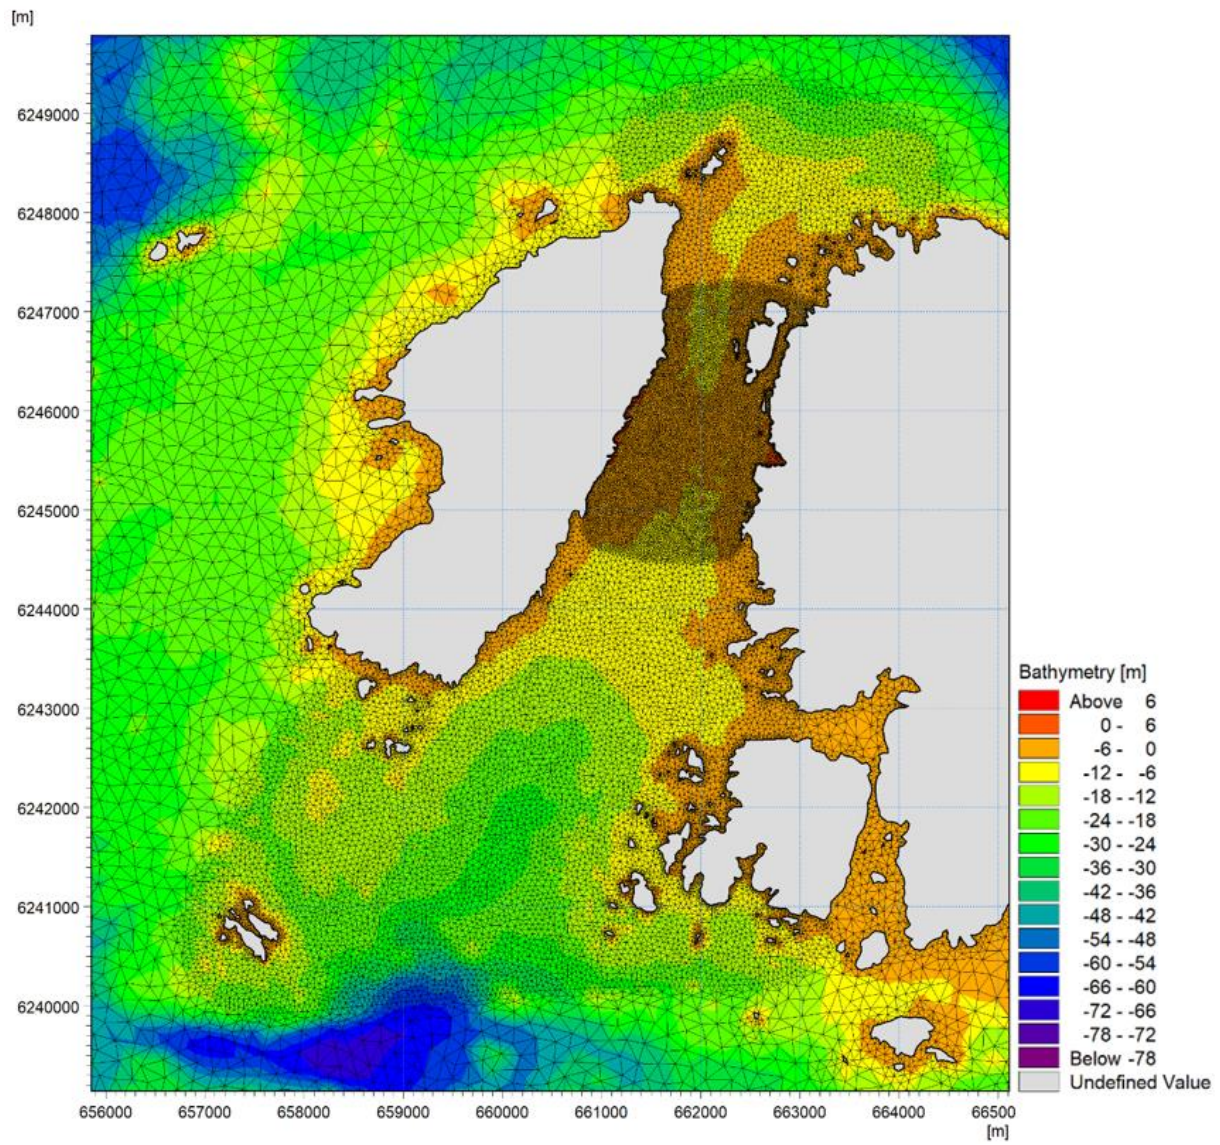 [m]
6249000
6248000
6247000
6246000
6245000
6244000
6243000
6242000
6241000
6240000
Bathymetry [m]
Above 6
0 - 6
-6 - 0
-12 - -6
-18 - -12
-24 - -18
-30 - -24
-36 - -30
-42 - -36
-48 - -42
-54 - -48
-60 - -54
-66 - -60
-72 - -66
-78 - -72
Below -78
Undefined Value
656000 657000 658000 659000 660000 661000 662000 663000 664000 66500
[m]